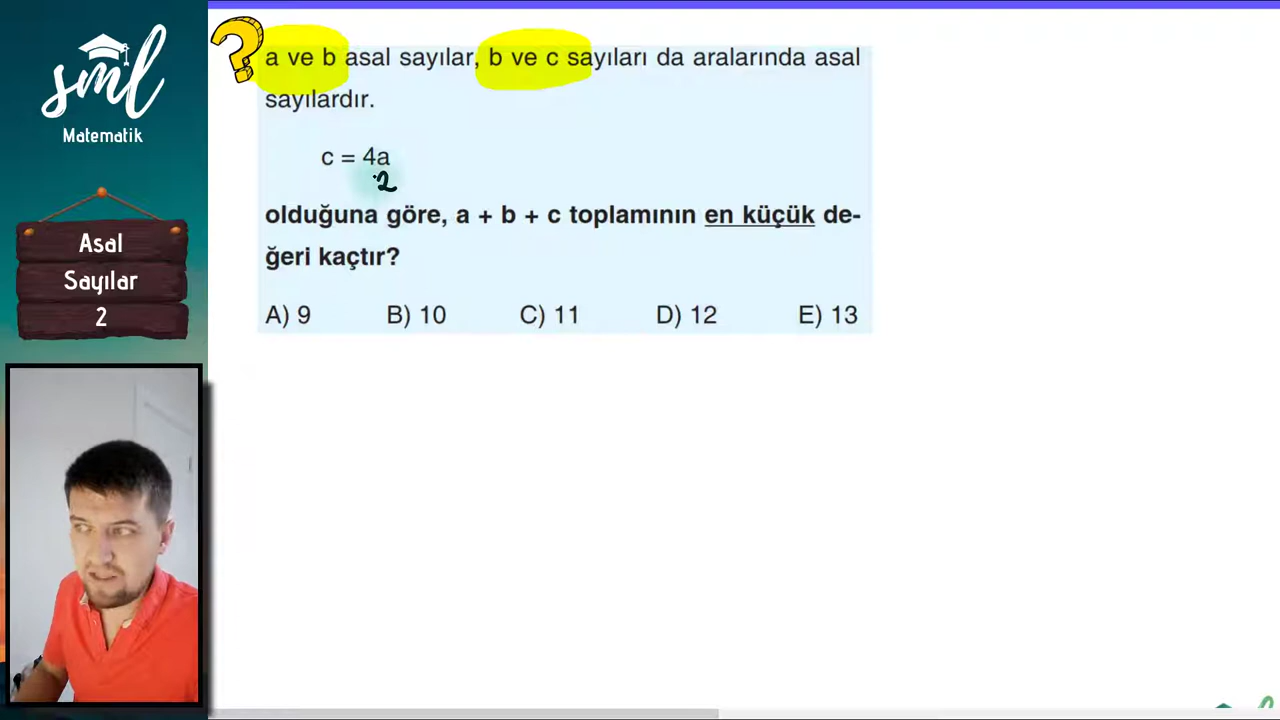 sml
Matematik
Asal
Sayılar
2
a ve b asal sayılar, b ve c sayıları da aralarında asal
sayılardır.
c = 4a
.2
olduğuna göre, a + b + c toplamının en küçük de-
ğeri kaçtır?
A) 9 B) 10 C) 11 D) 12 E) 13